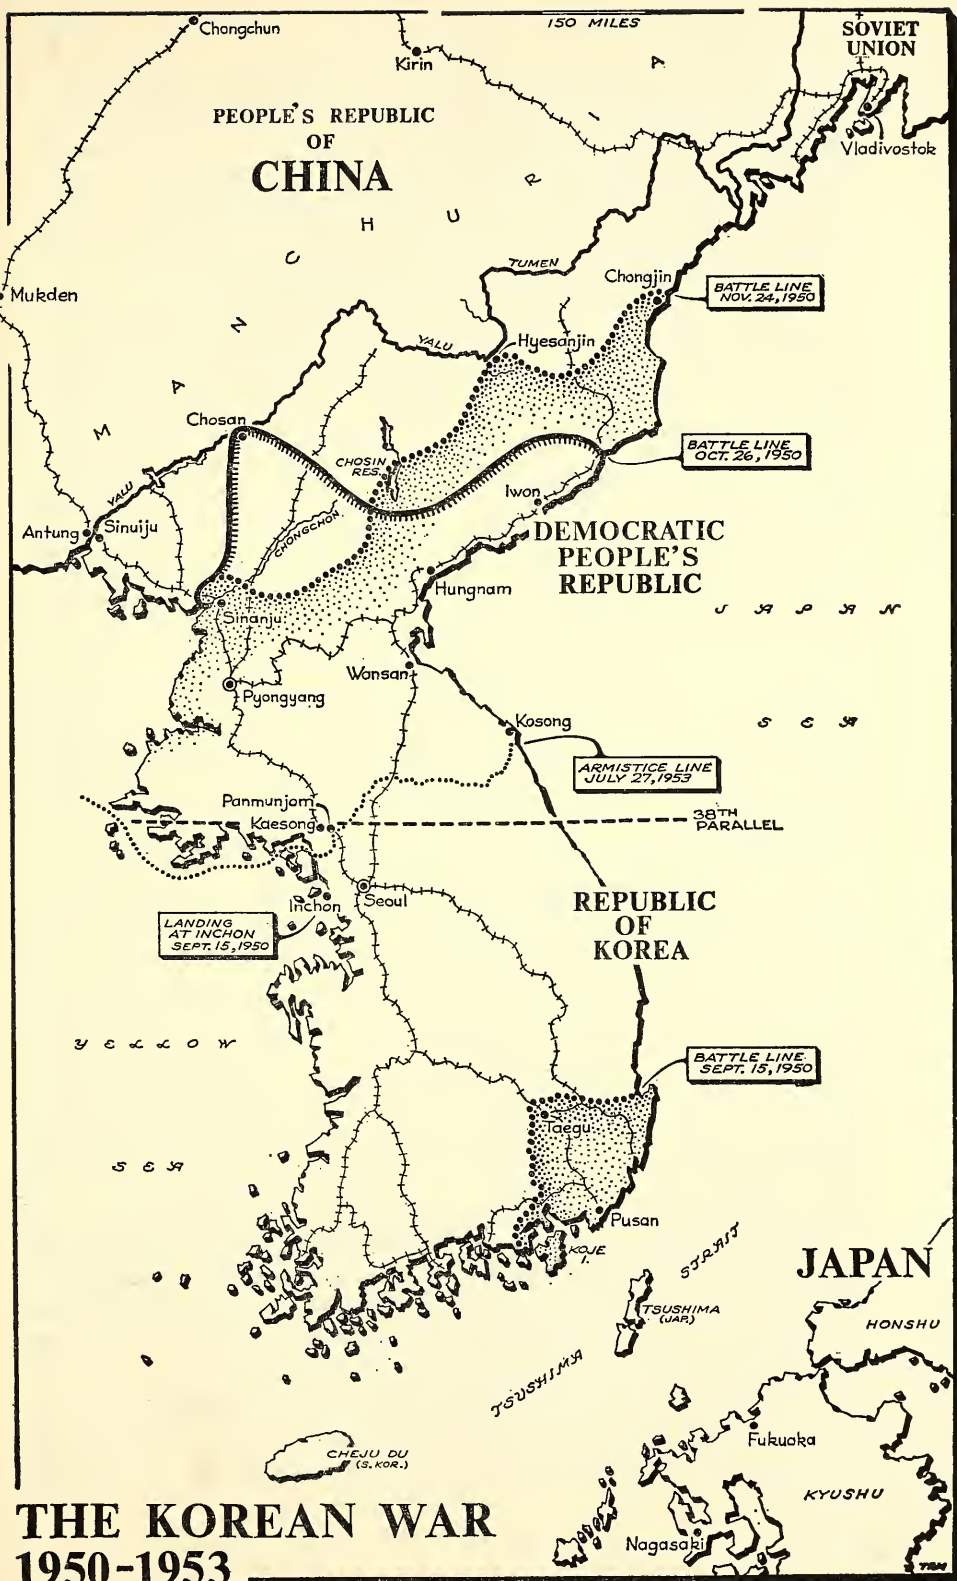 150 MILES
SOVIET
UNION
Chongchun
Kirin
Vladivostok
PEOPLE'S REPUBLIC
OF
CHINA
MANCHURIA
TUMEN
Chongjin
BATTLE LINE
NOV. 24, 1950
Mukden
YALU
Hyesanjin
Chosan
BATTLE LINE
OCT. 26, 1950
CHOSIN
RES.
YALU
Iwon
CHONGCHON
Antung
Sinuiju
DEMOCRATIC
PEOPLE'S
REPUBLIC
Hungnam
JAPAN
SEA
Sinanju
Wonsan
Pyongyang
Kosong
ARMISTICE LINE
JULY 27, 1953
Panmunjom
Kaesong
38TH
PARALLEL
Inchon
Seoul
LANDING
AT INCHON
SEPT. 15, 1950
REPUBLIC
OF
KOREA
YELLOW
SEA
BATTLE LINE
SEPT. 15, 1950
Taegu
Pusan
KOJE
I.
TSUSHIMA STRAIT
TSUSHIMA
(JAP.)
JAPAN
HONSHU
CHEJU DU
(S. KOR.)
Fukuoka
KYUSHU
Nagasaki
TRM
THE KOREAN WAR
1950-1953